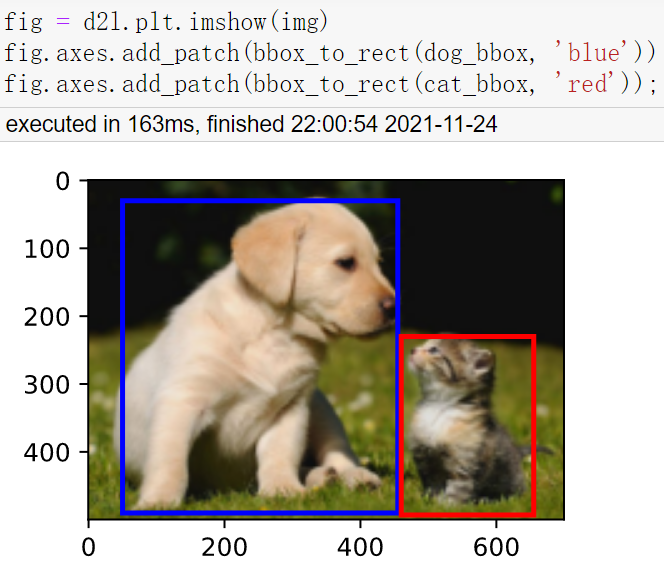 fig = d2l.plt.imshow(img)
fig.axes.add_patch(bbox_to_rect(dog_bbox, 'blue'))
fig.axes.add_patch(bbox_to_rect(cat_bbox, 'red'));
executed in 163ms, finished 22:00:54 2021-11-24
0
100
200
300
400
0 200 400 600